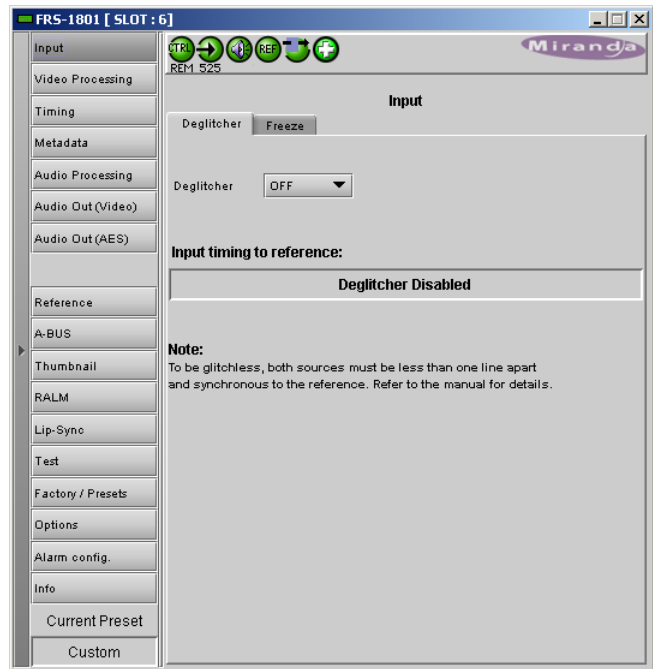 FRS-1801 [ SLOT : 6]
Input
Video Processing
Timing
Metadata
Audio Processing
Audio Out (Video)
Audio Out (AES)
Reference
A-BUS
Thumbnail
RALM
Lip-Sync
Test
Factory / Presets
Options
Alarm config.
Info
Current Preset
Custom
CTRL
REF
REM 525
Miranda
Input
Deglitcher
Freeze
Deglitcher
OFF
Input timing to reference:
Deglitcher Disabled
Note:
To be glitchless, both sources must be less than one line apart
and synchronous to the reference. Refer to the manual for details.